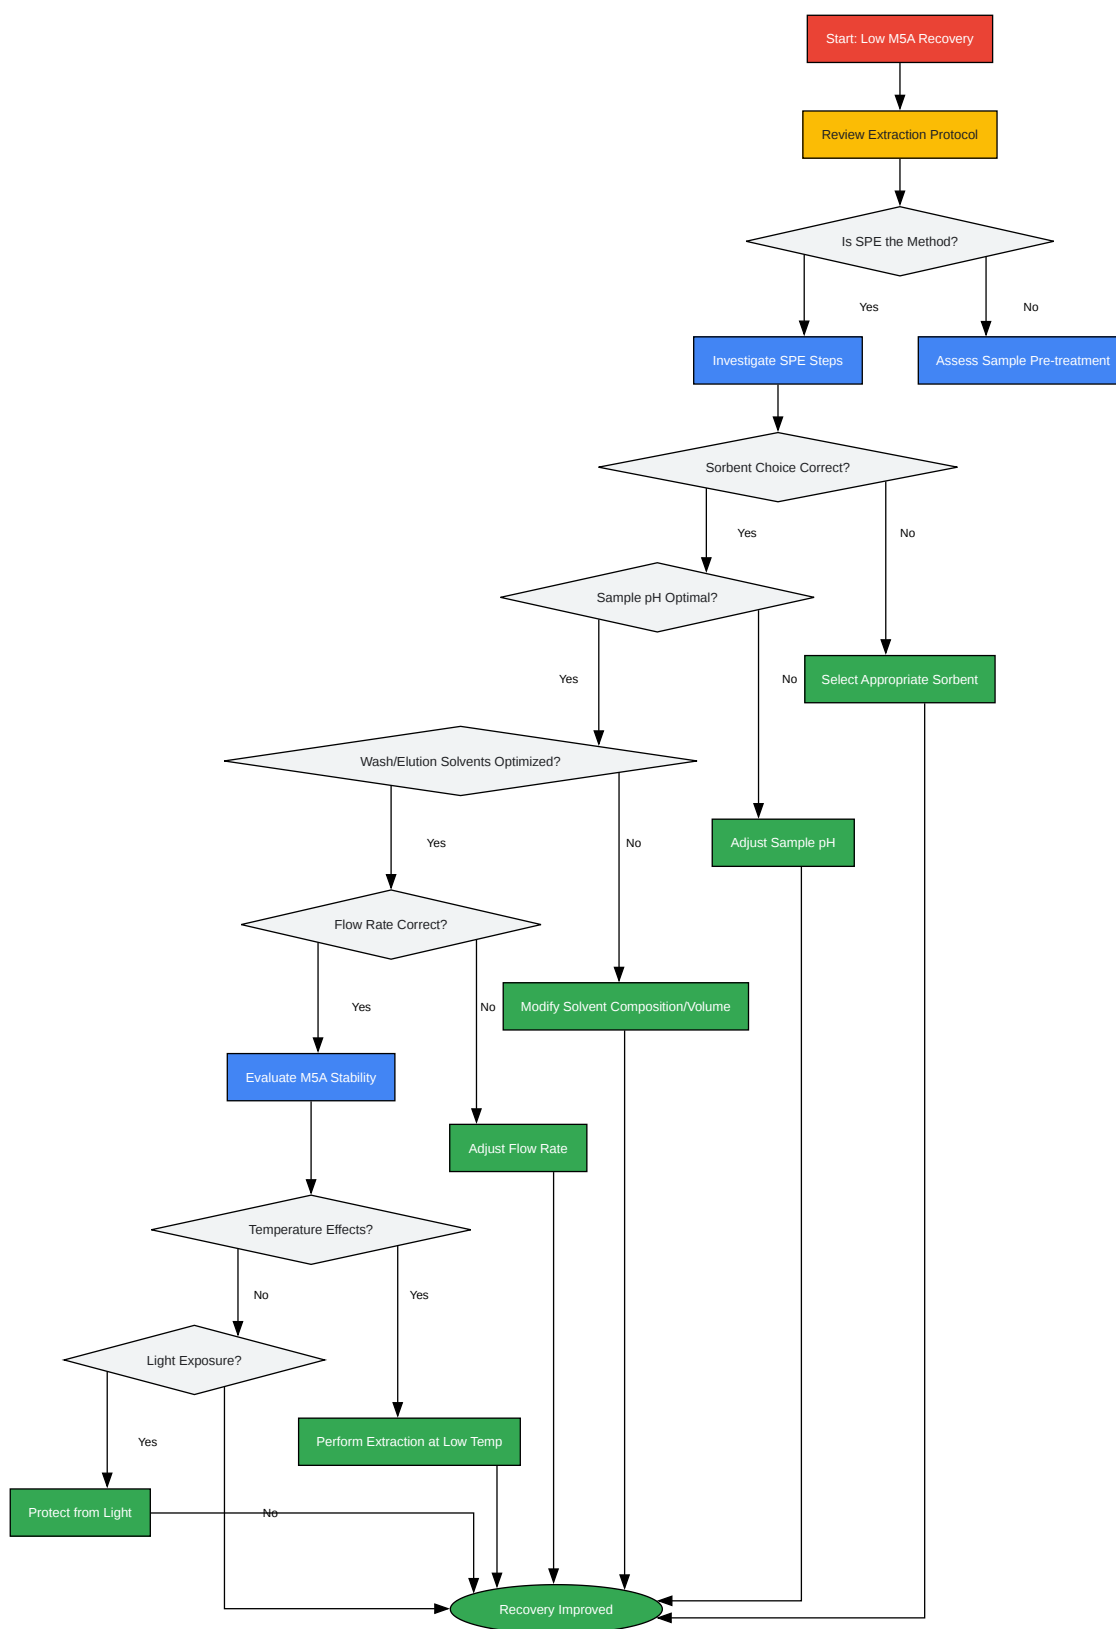 Start: Low M5A Recovery
Review Extraction Protocol
Is SPE the Method?
Yes
No
Investigate SPE Steps
Assess Sample Pre-treatment
Sorbent Choice Correct?
Yes
No
Sample pH Optimal?
Yes
No
Select Appropriate Sorbent
Wash/Elution Solvents Optimized?
Yes
No
Adjust Sample pH
Flow Rate Correct?
Yes
No
Modify Solvent Composition/Volume
Evaluate M5A Stability
Adjust Flow Rate
Temperature Effects?
No
Yes
Light Exposure?
Yes
Perform Extraction at Low Temp
Protect from Light
No
Recovery Improved